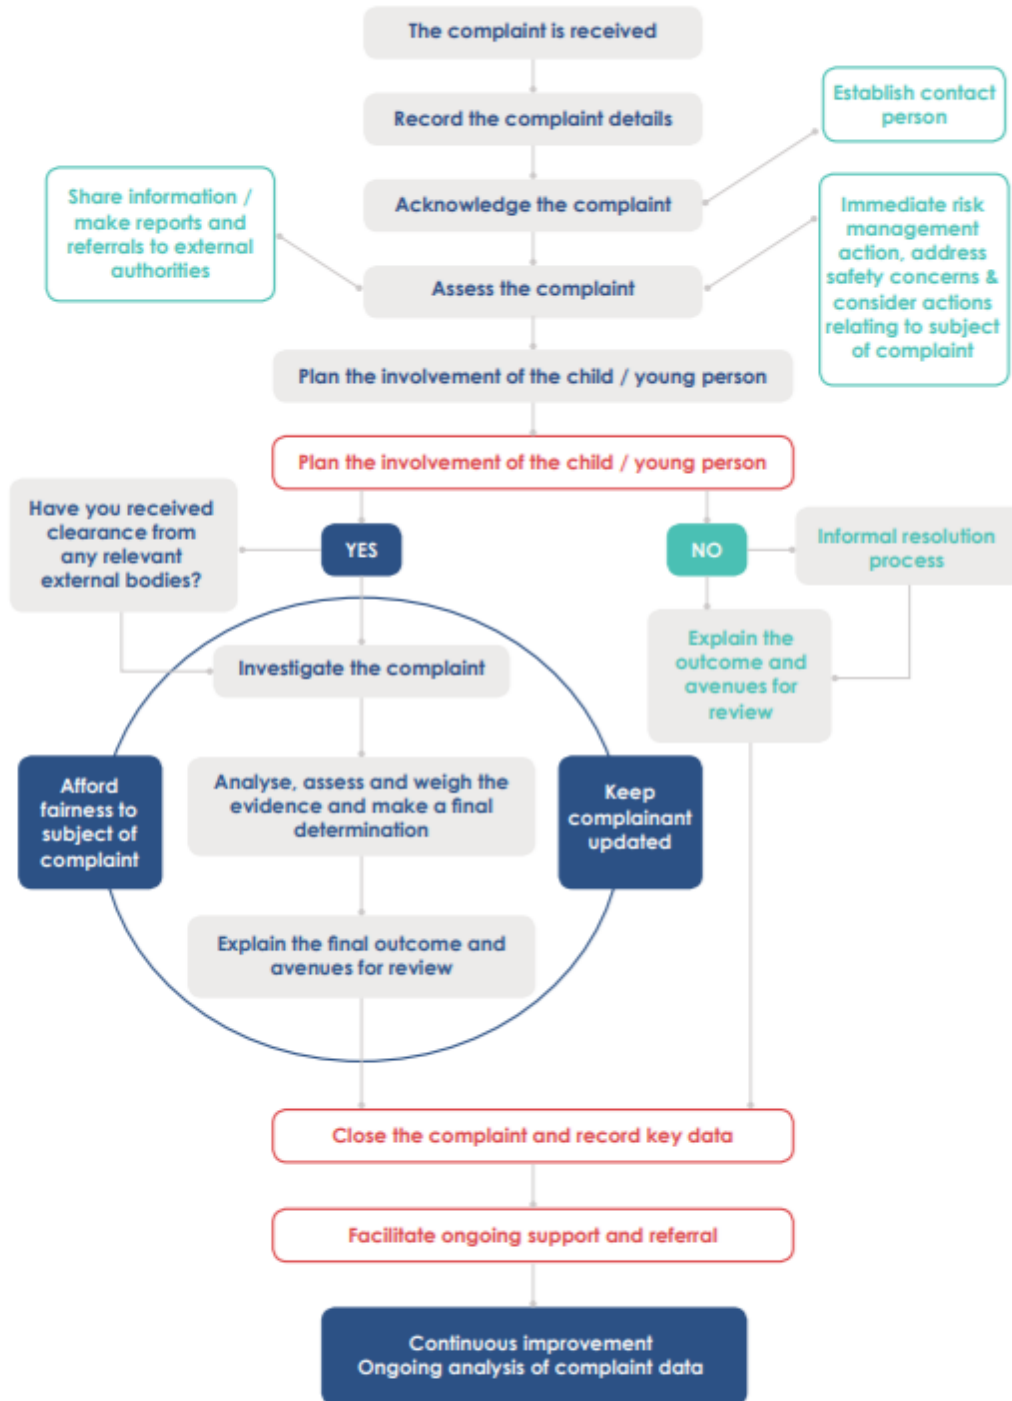 The complaint is received
Record the complaint details
Establish contact
person
Acknowledge the complaint
Share information /
make reports and
referrals to external
authorities
Immediate risk
management
action, address
safety concerns &
consider actions
relating to subject
of complaint
Assess the complaint
Plan the involvement of the child / young person
Plan the involvement of the child / young person
Have you received
clearance from
any relevant
external bodies?
YES
NO
Informal resolution
process
Explain the
outcome and
avenues for
review
Investigate the complaint
Afford
fairness to
subject of
complaint
Analyse, assess and weigh the
evidence and make a final
determination
Keep
complainant
updated
Explain the final outcome and
avenues for review
Close the complaint and record key data
Facilitate ongoing support and referral
Continuous improvement
Ongoing analysis of complaint data